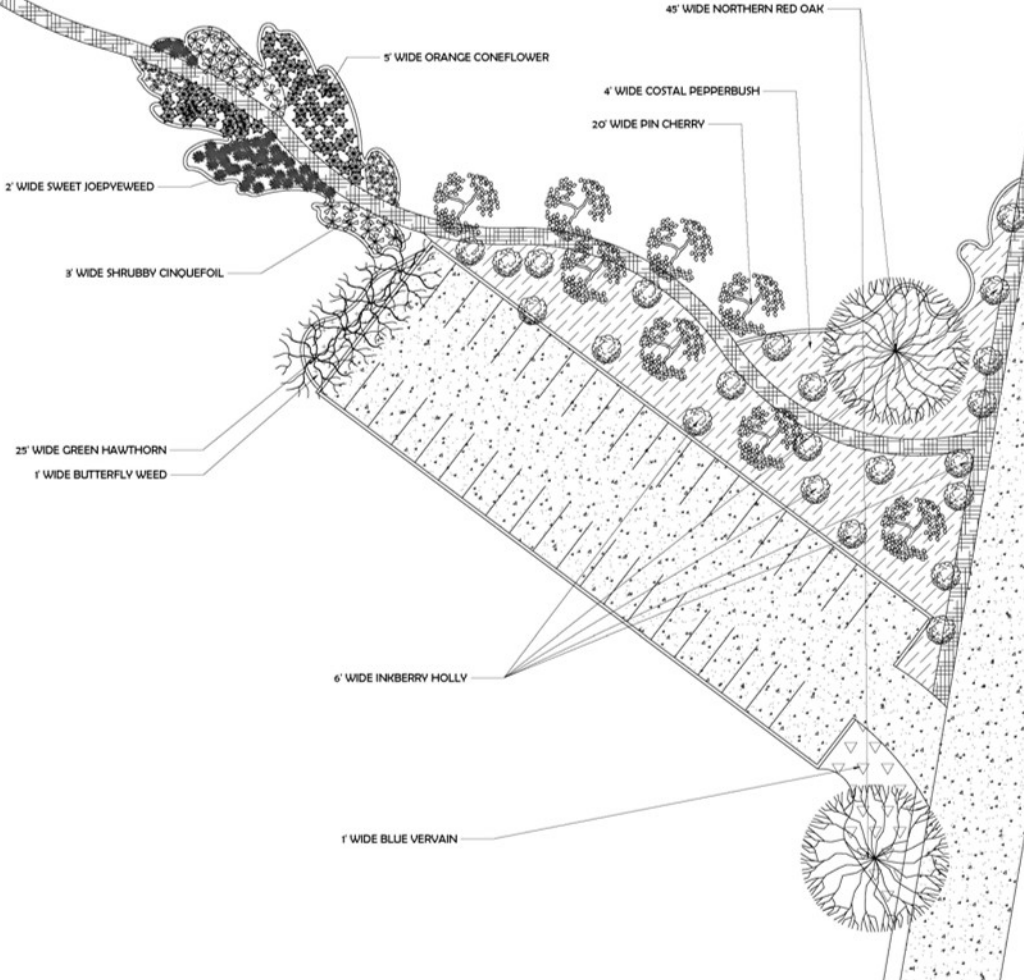 45' WIDE NORTHERN RED OAK
5' WIDE ORANGE CONEFLOWER
4' WIDE COSTAL PEPPERBUSH
20' WIDE PIN CHERRY
2' WIDE SWEET JOEPYEWEED
3' WIDE SHRUBBY CINQUEFOIL
25' WIDE GREEN HAWTHORN
1' WIDE BUTTERFLY WEED
6' WIDE INKBERRY HOLLY
1' WIDE BLUE VERVAIN